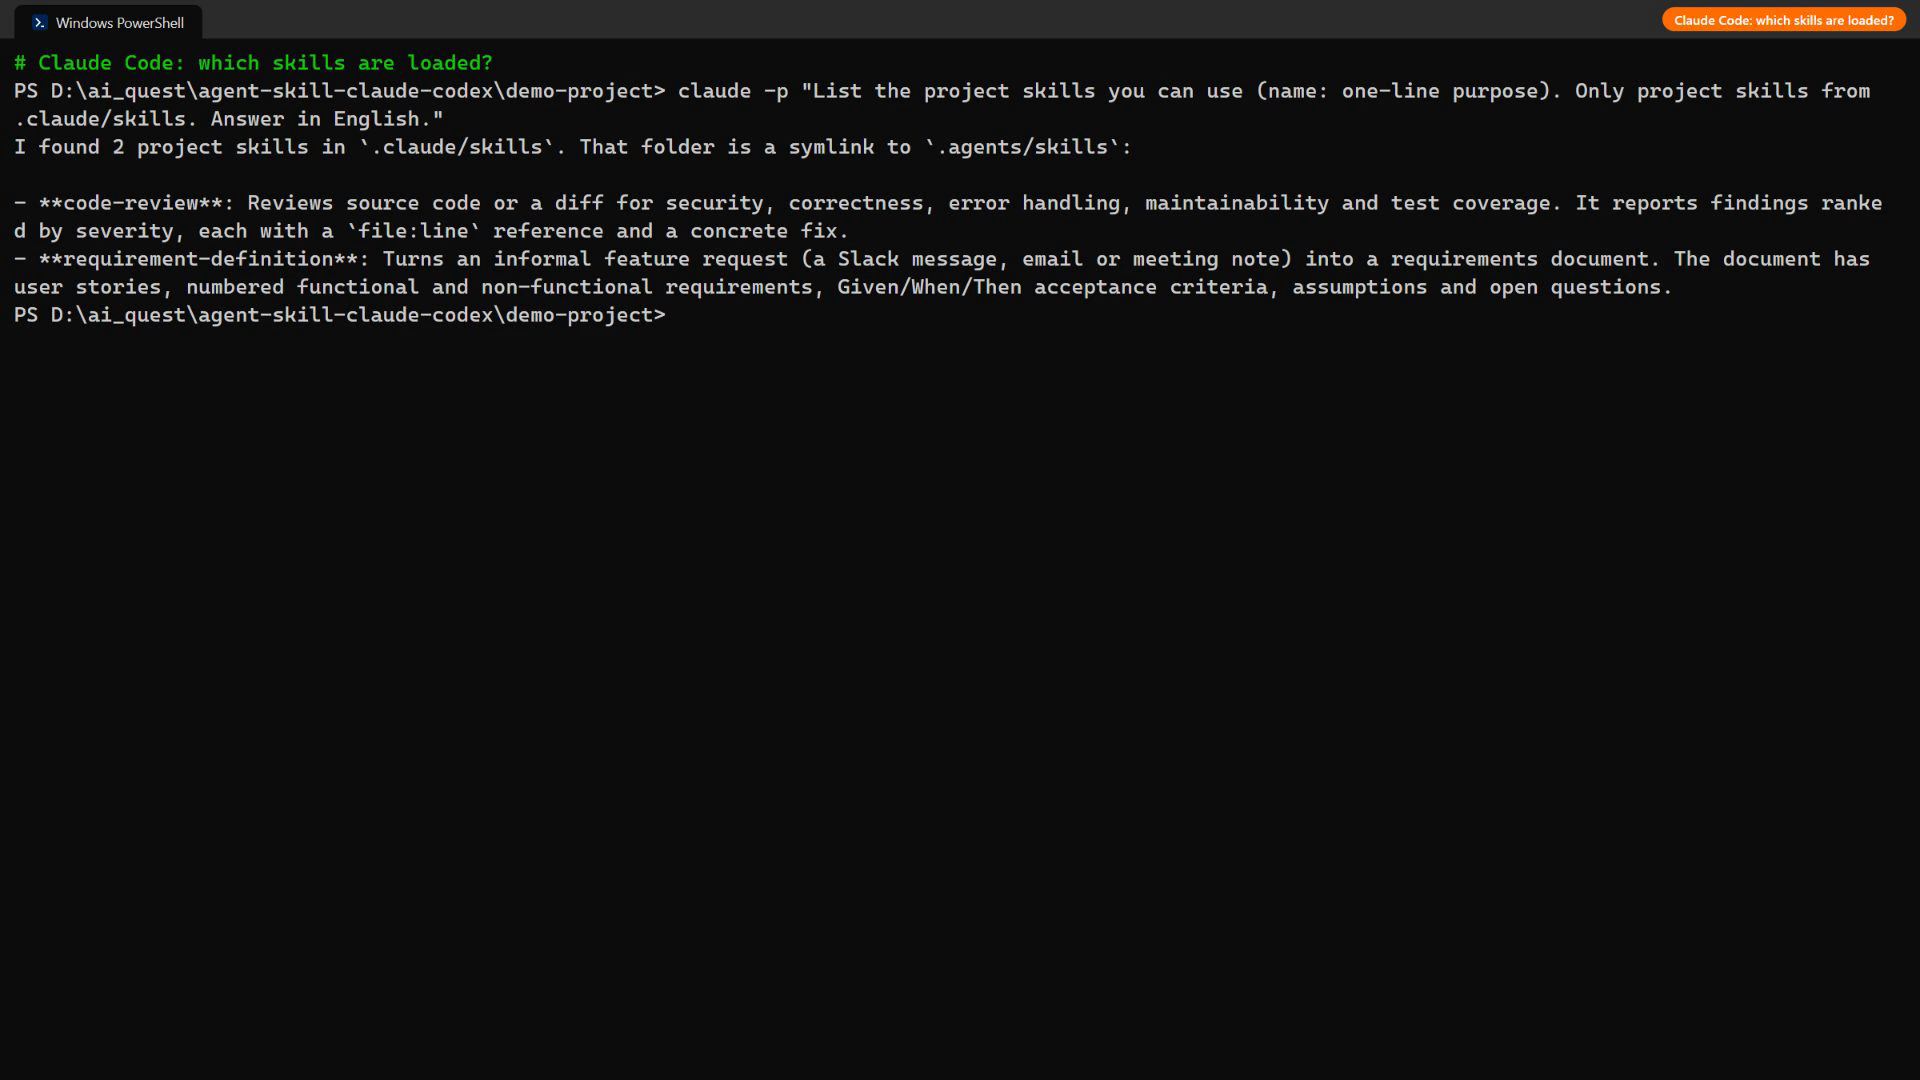 Windows PowerShell
Claude Code: which skills are loaded?
# Claude Code: which skills are loaded?
PS D:\ai_quest\agent-skill-claude-codex\demo-project> claude -p "List the project skills you can use (name: one-line purpose). Only project skills from
.claude/skills. Answer in English."
I found 2 project skills in `.claude/skills`. That folder is a symlink to `.agents/skills`:
- **code-review**: Reviews source code or a diff for security, correctness, error handling, maintainability and test coverage. It reports findings ranke
d by severity, each with a `file:line` reference and a concrete fix.
- **requirement-definition**: Turns an informal feature request (a Slack message, email or meeting note) into a requirements document. The document has
user stories, numbered functional and non-functional requirements, Given/When/Then acceptance criteria, assumptions and open questions.
PS D:\ai_quest\agent-skill-claude-codex\demo-project>